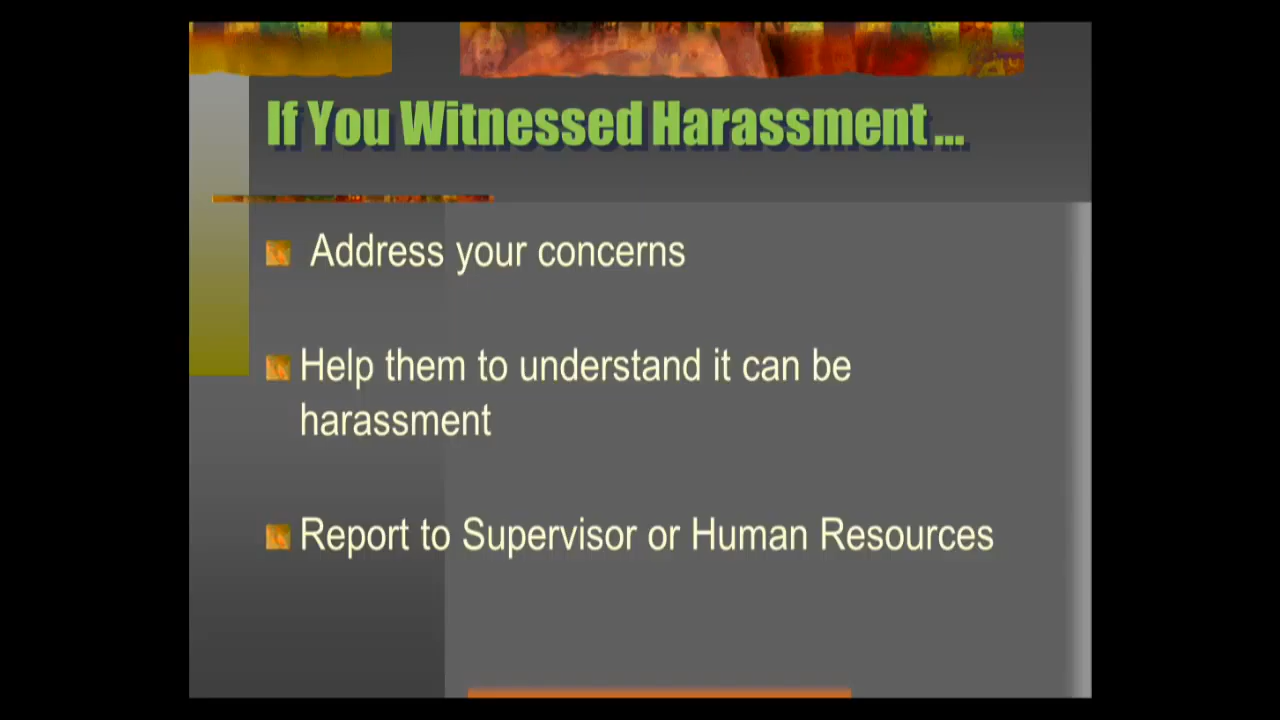 If You Witnessed Harassment ...
Address your concerns
Help them to understand it can be
harassment
Report to Supervisor or Human Resources